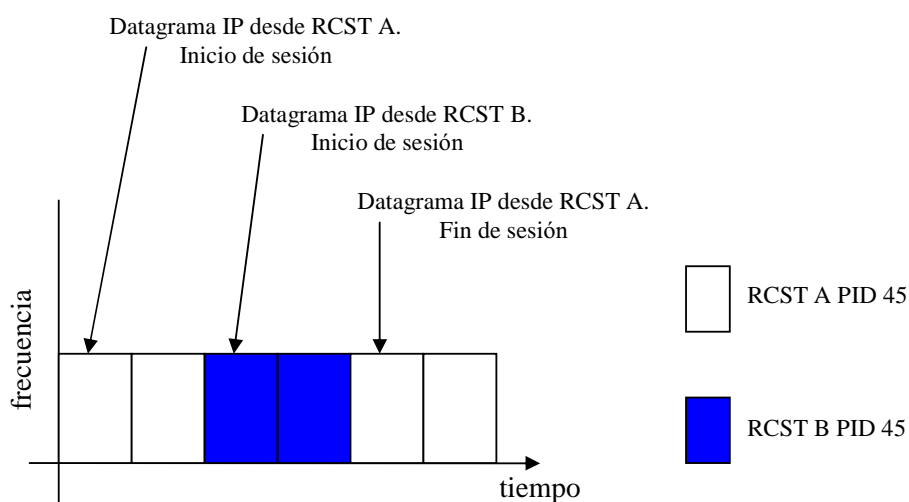 Datagrama IP desde RCST A.
Inicio de sesión
Datagrama IP desde RCST B.
Inicio de sesión
Datagrama IP desde RCST A.
Fin de sesión
frecuencia
RCST A PID 45
RCST B PID 45
tiempo